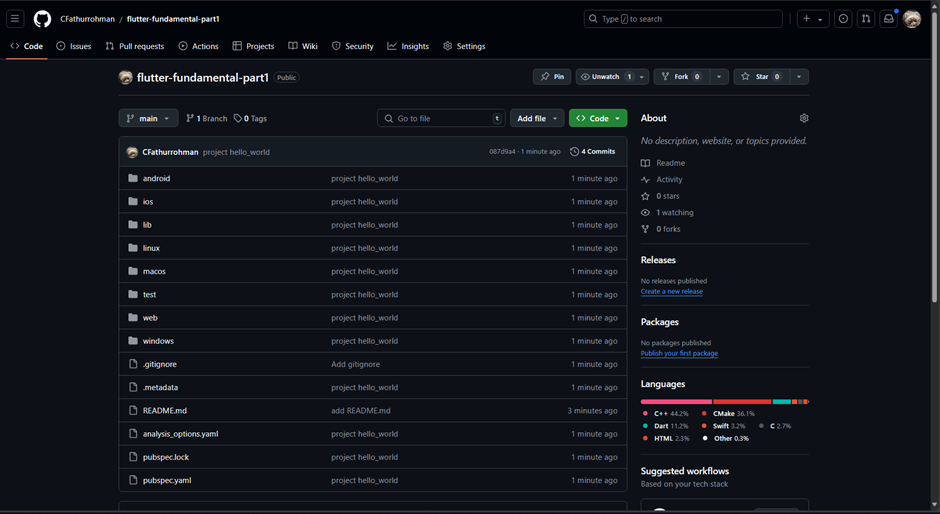 CFathurrohman / flutter-fundamental-part1
Type / to search
Code Issues Pull requests Actions Projects Wiki Security Insights Settings
flutter-fundamental-part1 Public
Pin Unwatch 1 Fork 0 Star 0
main 1 Branch 0 Tags Go to file t Add file Code
CFathurrohman project hello_world 087d9a4 · 1 minute ago 4 Commits
android project hello_world 1 minute ago
ios project hello_world 1 minute ago
lib project hello_world 1 minute ago
linux project hello_world 1 minute ago
macos project hello_world 1 minute ago
test project hello_world 1 minute ago
web project hello_world 1 minute ago
windows project hello_world 1 minute ago
.gitignore Add gitignore 1 minute ago
.metadata project hello_world 1 minute ago
README.md add README.md 3 minutes ago
analysis_options.yaml project hello_world 1 minute ago
pubspec.lock project hello_world 1 minute ago
pubspec.yaml project hello_world 1 minute ago
About
No description, website, or topics provided.
Readme
Activity
0 stars
1 watching
0 forks
Releases
No releases published
Create a new release
Packages
No packages published
Publish your first package
Languages
C++ 44.2% CMake 36.1%
Dart 11.2% Swift 3.2% C 2.7%
HTML 2.3% Other 0.3%
Suggested workflows
Based on your tech stack